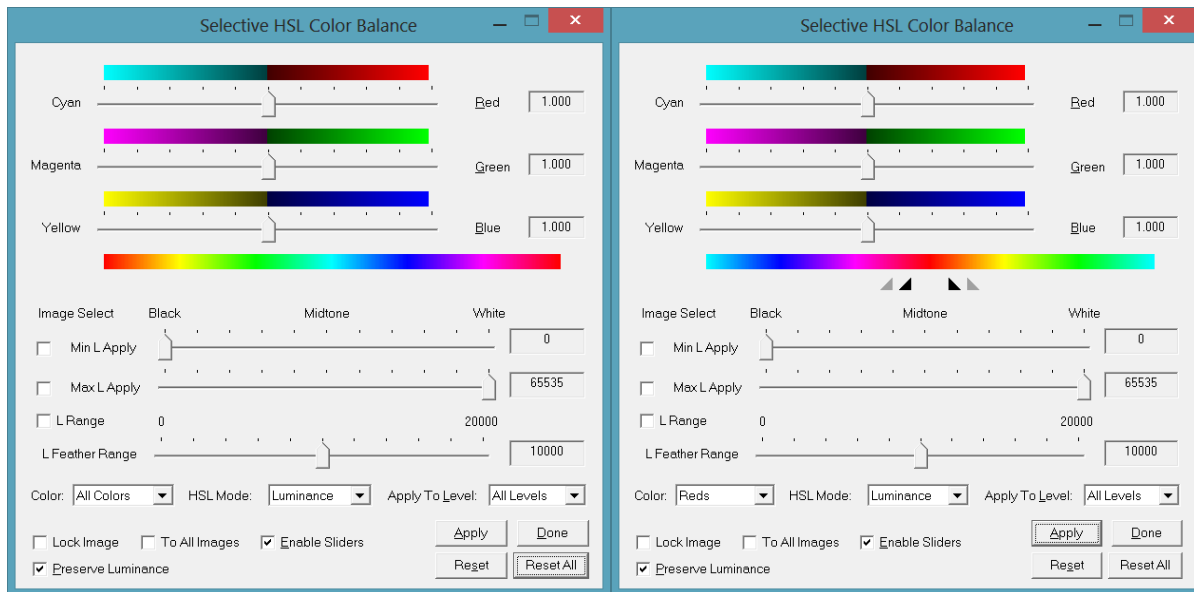 Selective HSL Color Balance
Cyan Red 1.000
Magenta Green 1.000
Yellow Blue 1.000
Image Select Black Midtone White
Min L Apply 0
Max L Apply 65535
L Range 0 20000
L Feather Range 10000
Color: All Colors HSL Mode: Luminance Apply To Level: All Levels
Lock Image To All Images Enable Sliders Apply Done
Preserve Luminance Reset Reset All
Selective HSL Color Balance
Cyan Red 1.000
Magenta Green 1.000
Yellow Blue 1.000
Image Select Black Midtone White
Min L Apply 0
Max L Apply 65535
L Range 0 20000
L Feather Range 10000
Color: Reds HSL Mode: Luminance Apply To Level: All Levels
Lock Image To All Images Enable Sliders Apply Done
Preserve Luminance Reset Reset All